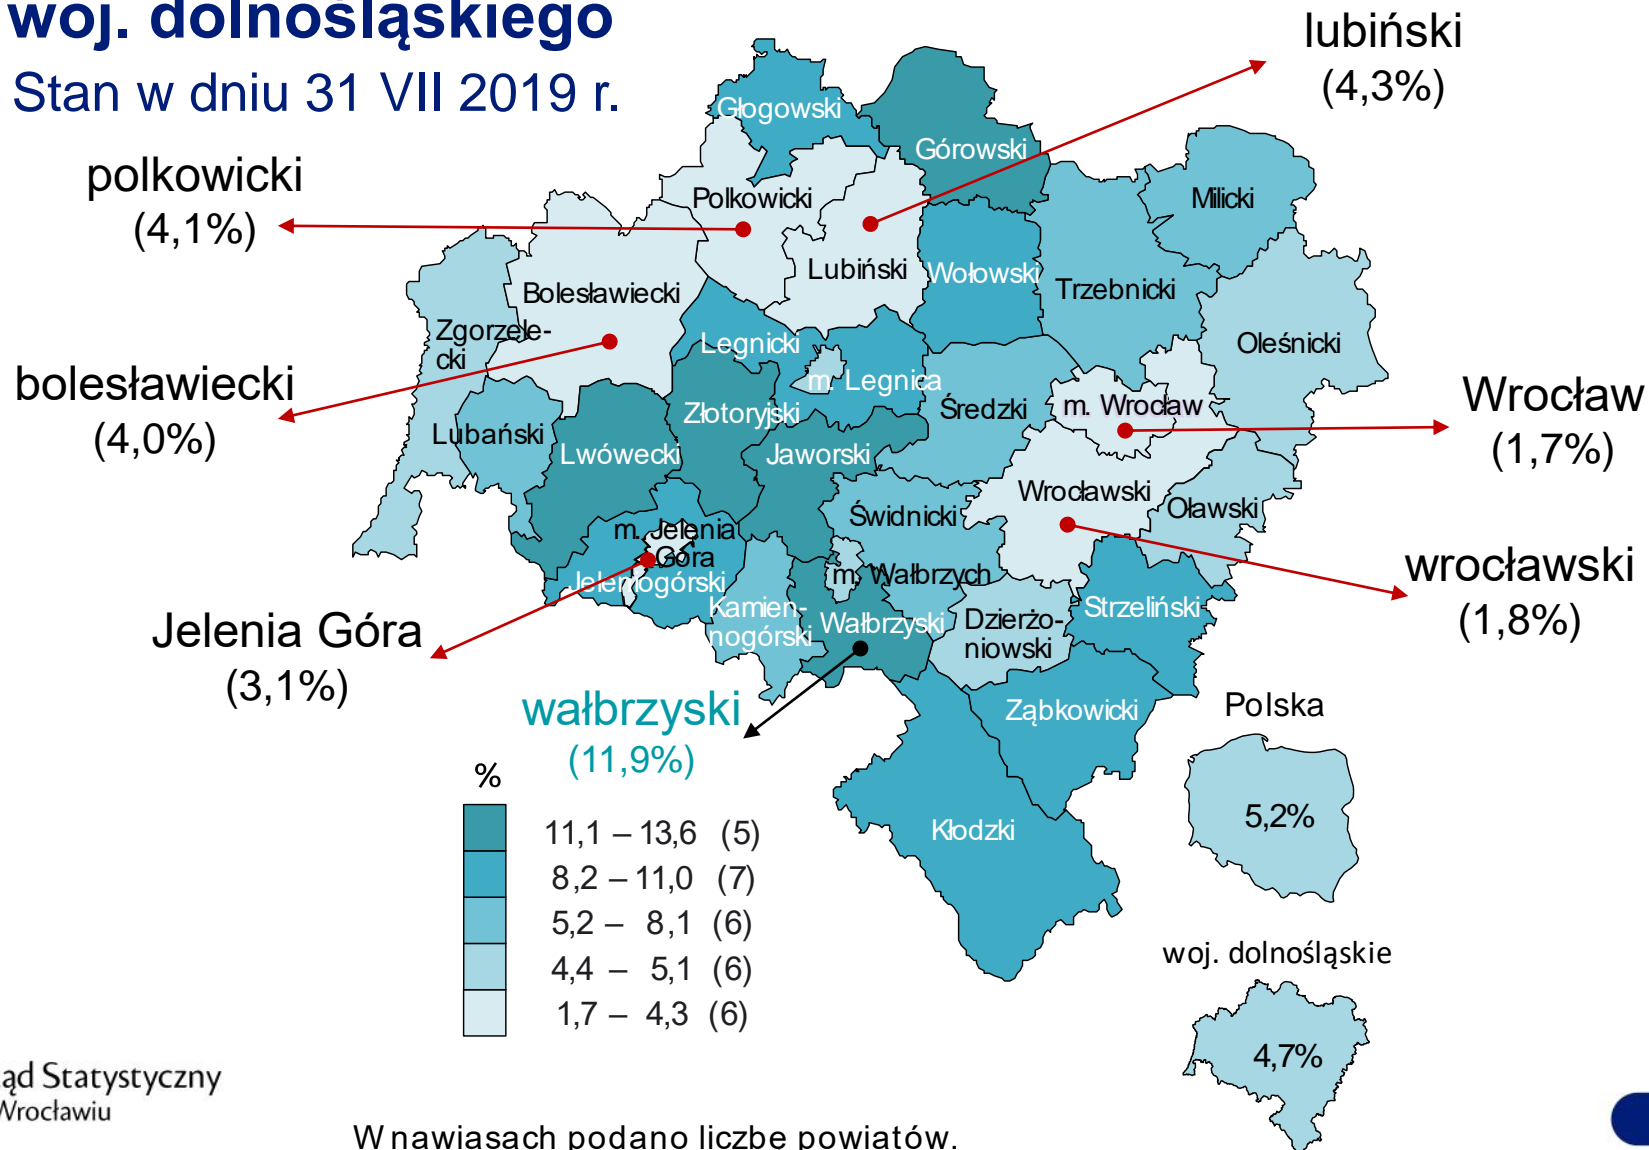 woj. dolnośląskiego
Stan w dniu 31 VII 2019 r.
lubiński
(4,3%)
polkowicki
(4,1%)
bolesławiecki
(4,0%)
Jelenia Góra
(3,1%)
wałbrzyski
(11,9%)
Wrocław
(1,7%)
wrocławski
(1,8%)
Głogowski
Górowski
Polkowicki
Milicki
Lubiński
Wołowski
Trzebnicki
Bolesławiecki
Zgorzele-
cki
Legnicki
Oleśnicki
m. Legnica
Złotoryjski
Średzki
m. Wrocław
Lubański
Lwówecki
Jaworski
Wrocławski
Oławski
Świdnicki
m. Jelenia
Góra
Jeleniogórski
m. Wałbrzych
Kamien-
nogórski
Wałbrzyski
Dzierżo-
niowski
Strzeliński
Ząbkowicki
Kłodzki
Polska
5,2%
woj. dolnośląskie
4,7%
%
11,1 – 13,6 (5)
8,2 – 11,0 (7)
5,2 – 8,1 (6)
4,4 – 5,1 (6)
1,7 – 4,3 (6)
ąd Statystyczny
Wrocławiu
W nawiasach podano liczbę powiatów.